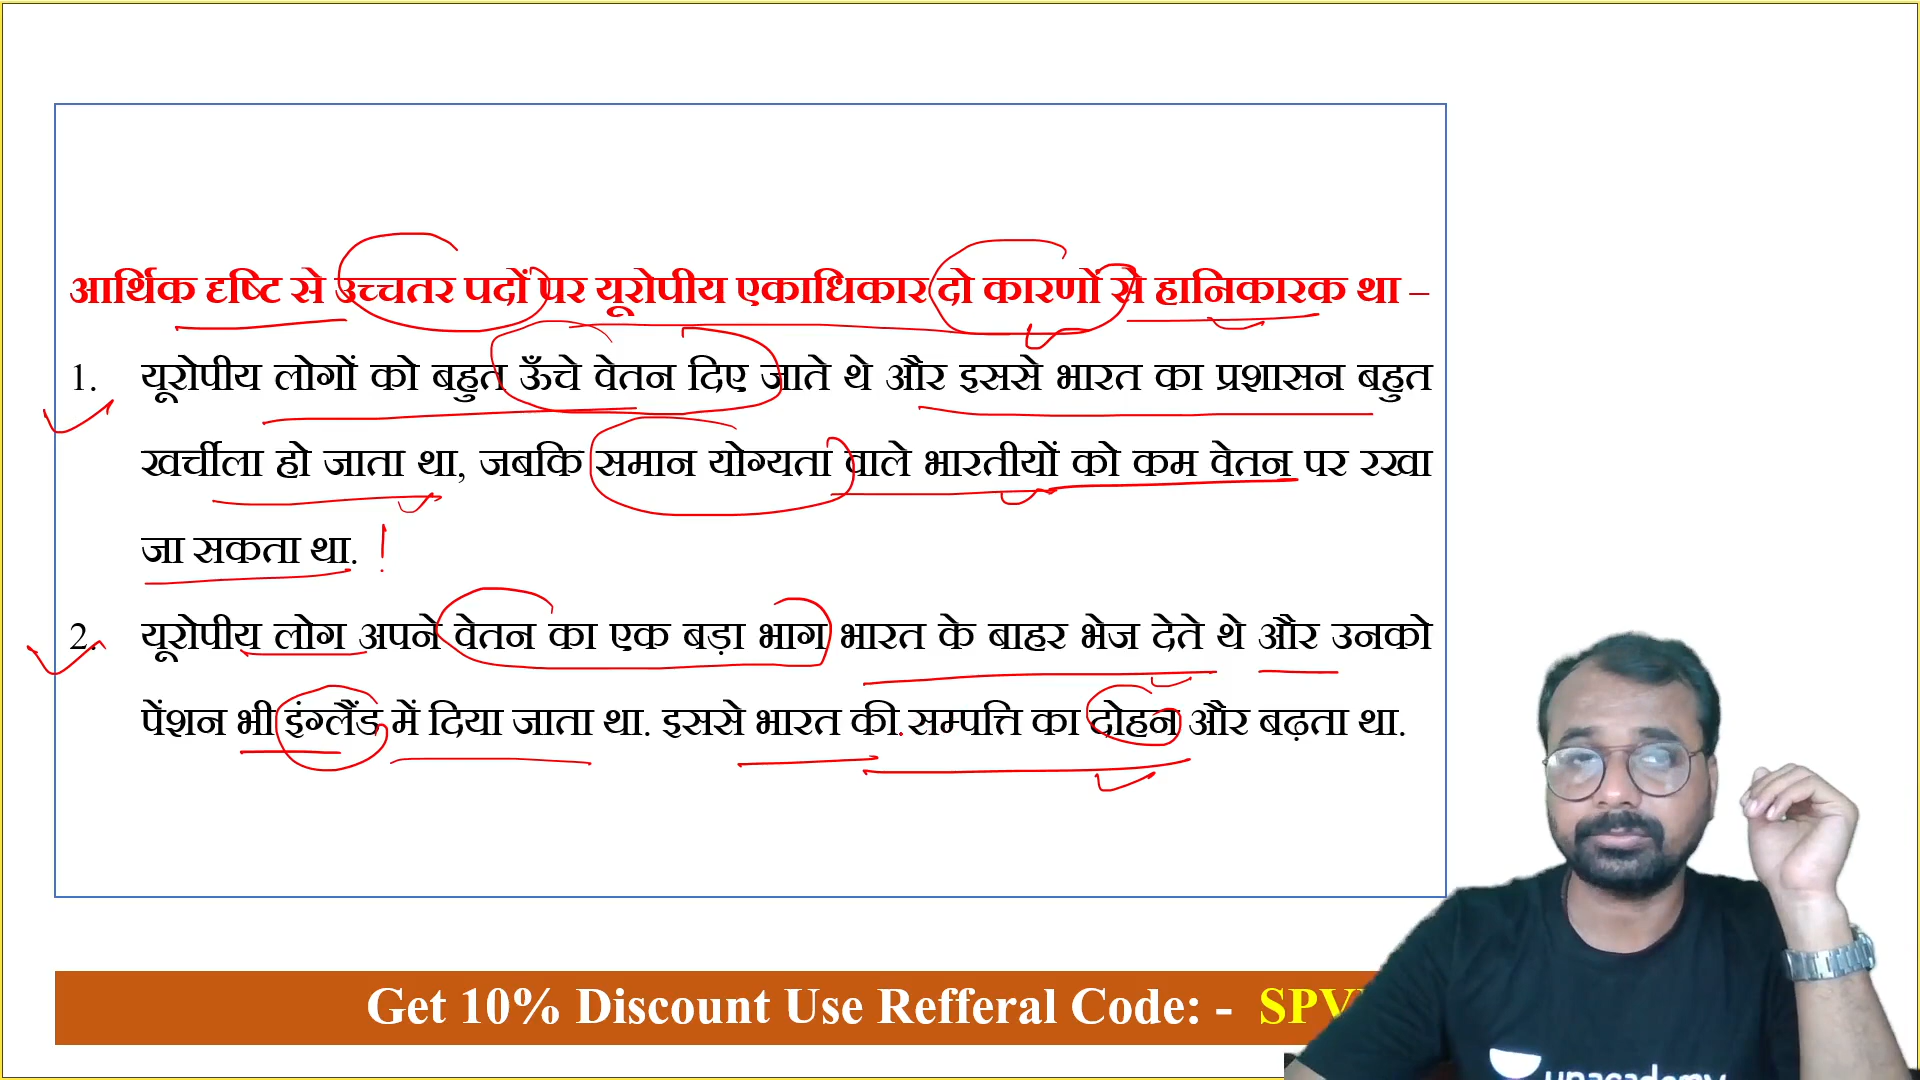 आर्थिक दृष्टि से उच्चतर पदों पर यूरोपीय एकाधिकार दो कारणों से हानिकारक था –
1. यूरोपीय लोगों को बहुत ऊँचे वेतन दिए जाते थे और इससे भारत का प्रशासन बहुत
खर्चीला हो जाता था, जबकि समान योग्यता वाले भारतीयों को कम वेतन पर रखा
जा सकता था. !
2. यूरोपीय लोग अपने वेतन का एक बड़ा भाग भारत के बाहर भेज देते थे और उनको
पेंशन भी इंग्लैंड में दिया जाता था. इससे भारत की सम्पत्ति का दोहन और बढ़ता था.
Get 10% Discount Use Refferal Code: -
unacademy